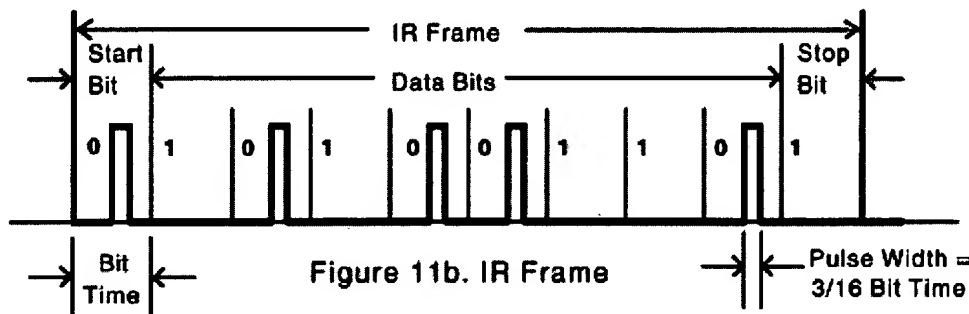 IR Frame
Start Bit
Data Bits
Stop Bit
0 1 0 1 0 0 1 1 0 1
Bit Time
Figure 11b. IR Frame
Pulse Width =
3/16 Bit Time